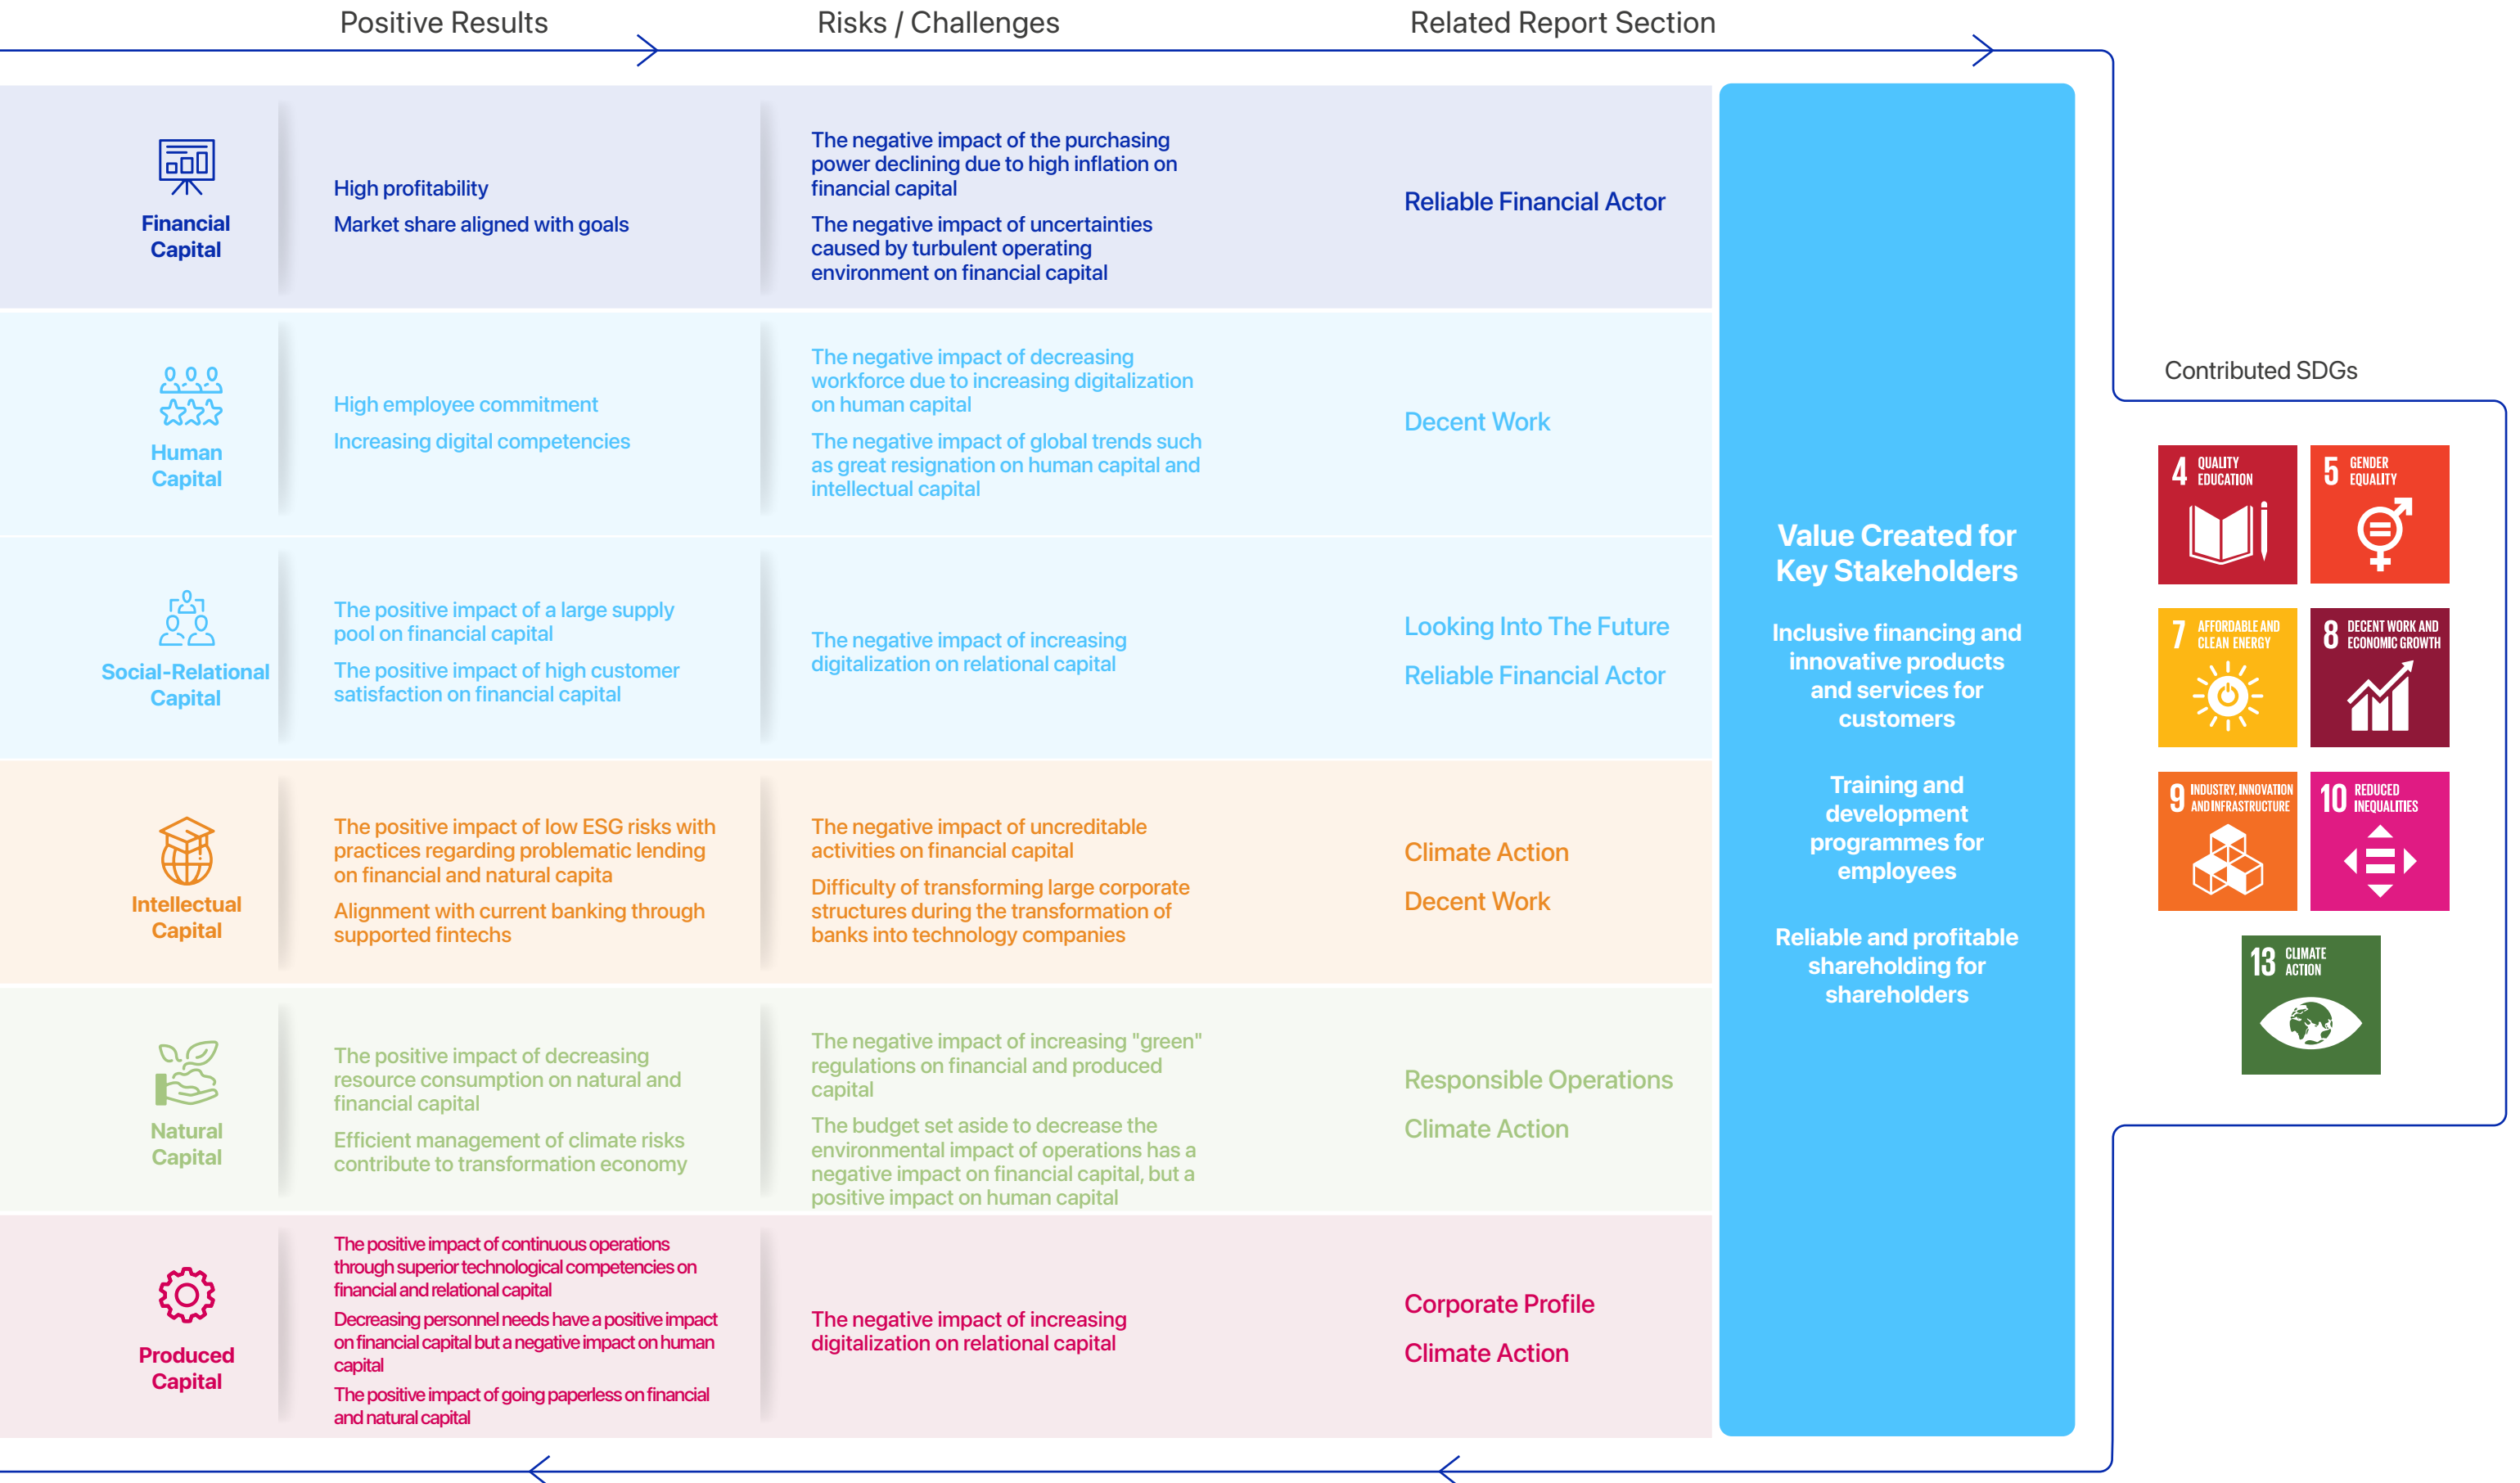 Positive Results
Risks / Challenges
Related Report Section
Financial
Capital
High profitability
Market share aligned with goals
The negative impact of the purchasing
power declining due to high inflation on
financial capital
The negative impact of uncertainties
caused by turbulent operating
environment on financial capital
Reliable Financial Actor
Human
Capital
High employee commitment
Increasing digital competencies
The negative impact of decreasing
workforce due to increasing digitalization
on human capital
The negative impact of global trends such
as great resignation on human capital and
intellectual capital
Decent Work
Social-Relational
Capital
The positive impact of a large supply
pool on financial capital
The positive impact of high customer
satisfaction on financial capital
The negative impact of increasing
digitalization on relational capital
Looking Into The Future
Reliable Financial Actor
Intellectual
Capital
The positive impact of low ESG risks with
practices regarding problematic lending
on financial and natural capita
Alignment with current banking through
supported fintechs
The negative impact of uncreditable
activities on financial capital
Difficulty of transforming large corporate
structures during the transformation of
banks into technology companies
Climate Action
Decent Work
Natural
Capital
The positive impact of decreasing
resource consumption on natural and
financial capital
Efficient management of climate risks
contribute to transformation economy
The negative impact of increasing "green"
regulations on financial and produced
capital
The budget set aside to decrease the
environmental impact of operations has a
negative impact on financial capital, but a
positive impact on human capital
Responsible Operations
Climate Action
Produced
Capital
The positive impact of continuous operations
through superior technological competencies on
financial and relational capital
Decreasing personnel needs have a positive impact
on financial capital but a negative impact on human
capital
The positive impact of going paperless on financial
and natural capital
The negative impact of increasing
digitalization on relational capital
Corporate Profile
Climate Action
Value Created for
Key Stakeholders
Inclusive financing and
innovative products
and services for
customers
Training and
development
programmes for
employees
Reliable and profitable
shareholding for
shareholders
Contributed SDGs
4 QUALITY
EDUCATION
5 GENDER
EQUALITY
7 AFFORDABLE AND
CLEAN ENERGY
8 DECENT WORK AND
ECONOMIC GROWTH
9 INDUSTRY, INNOVATION
AND INFRASTRUCTURE
10 REDUCED
INEQUALITIES
13 CLIMATE
ACTION